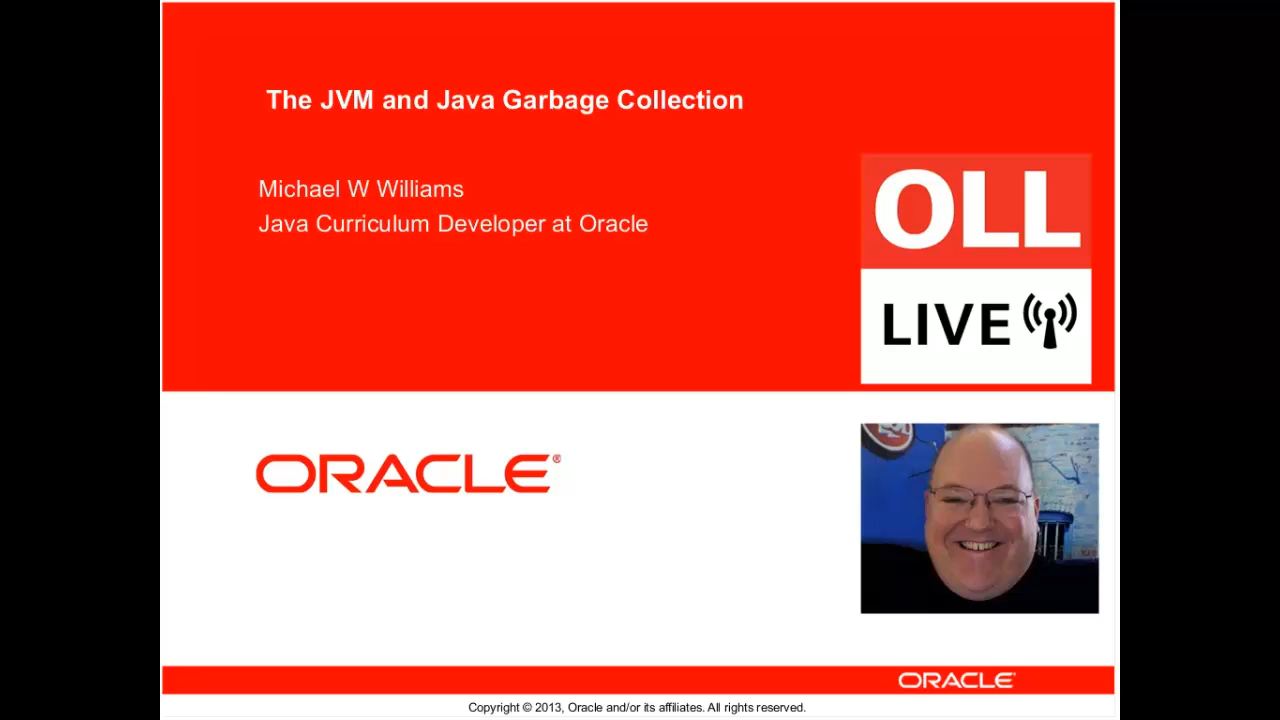 The JVM and Java Garbage Collection
Michael W Williams
Java Curriculum Developer at Oracle
OLL
LIVE
ORACLE®
ORACLE®
Copyright © 2013, Oracle and/or its affiliates. All rights reserved.